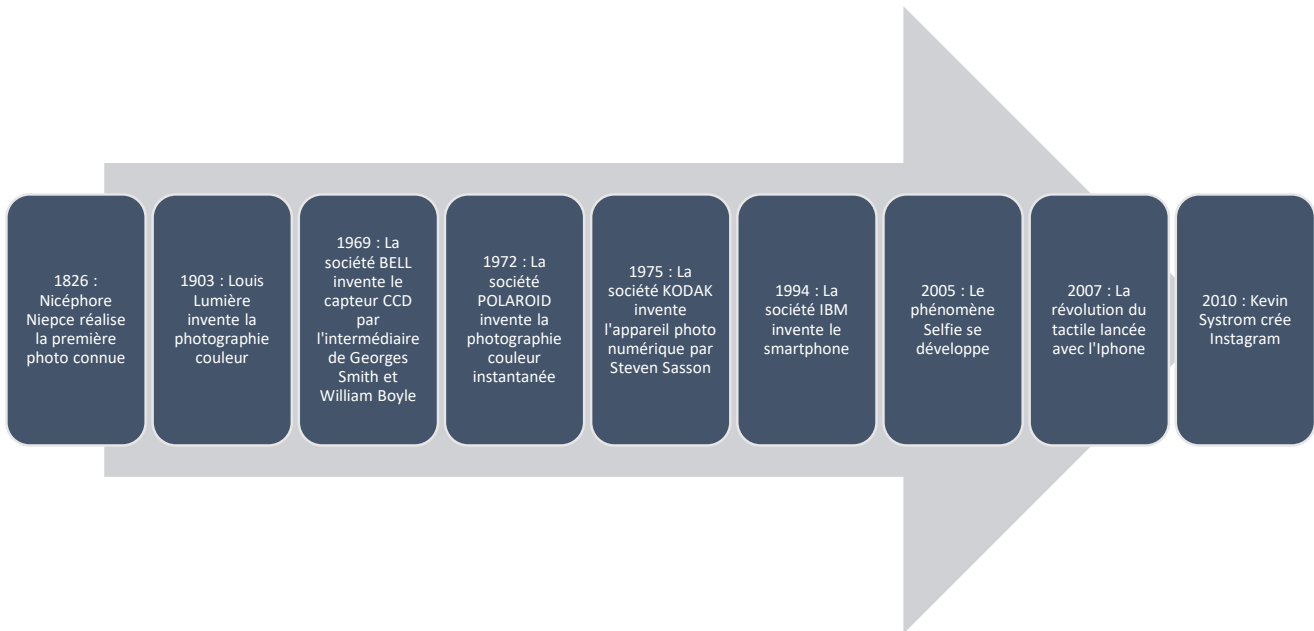 1826 :
Nicéphore
Niepce réalise
la première
photo connue
1903 : Louis
Lumière
invente la
photographie
couleur
1969 : La
société BELL
invente le
capteur CCD
par
l'intermédiaire
de Georges
Smith et
William Boyle
1972 : La
société
POLAROID
invente la
photographie
couleur
instantanée
1975 : La
société KODAK
invente
l'appareil photo
numérique par
Steven Sasson
1994 : La
société IBM
invente le
smartphone
2005 : Le
phénomène
Selfie se
développe
2007 : La
révolution du
tactile lancée
avec l'Iphone
2010 : Kevin
Systrom crée
Instagram